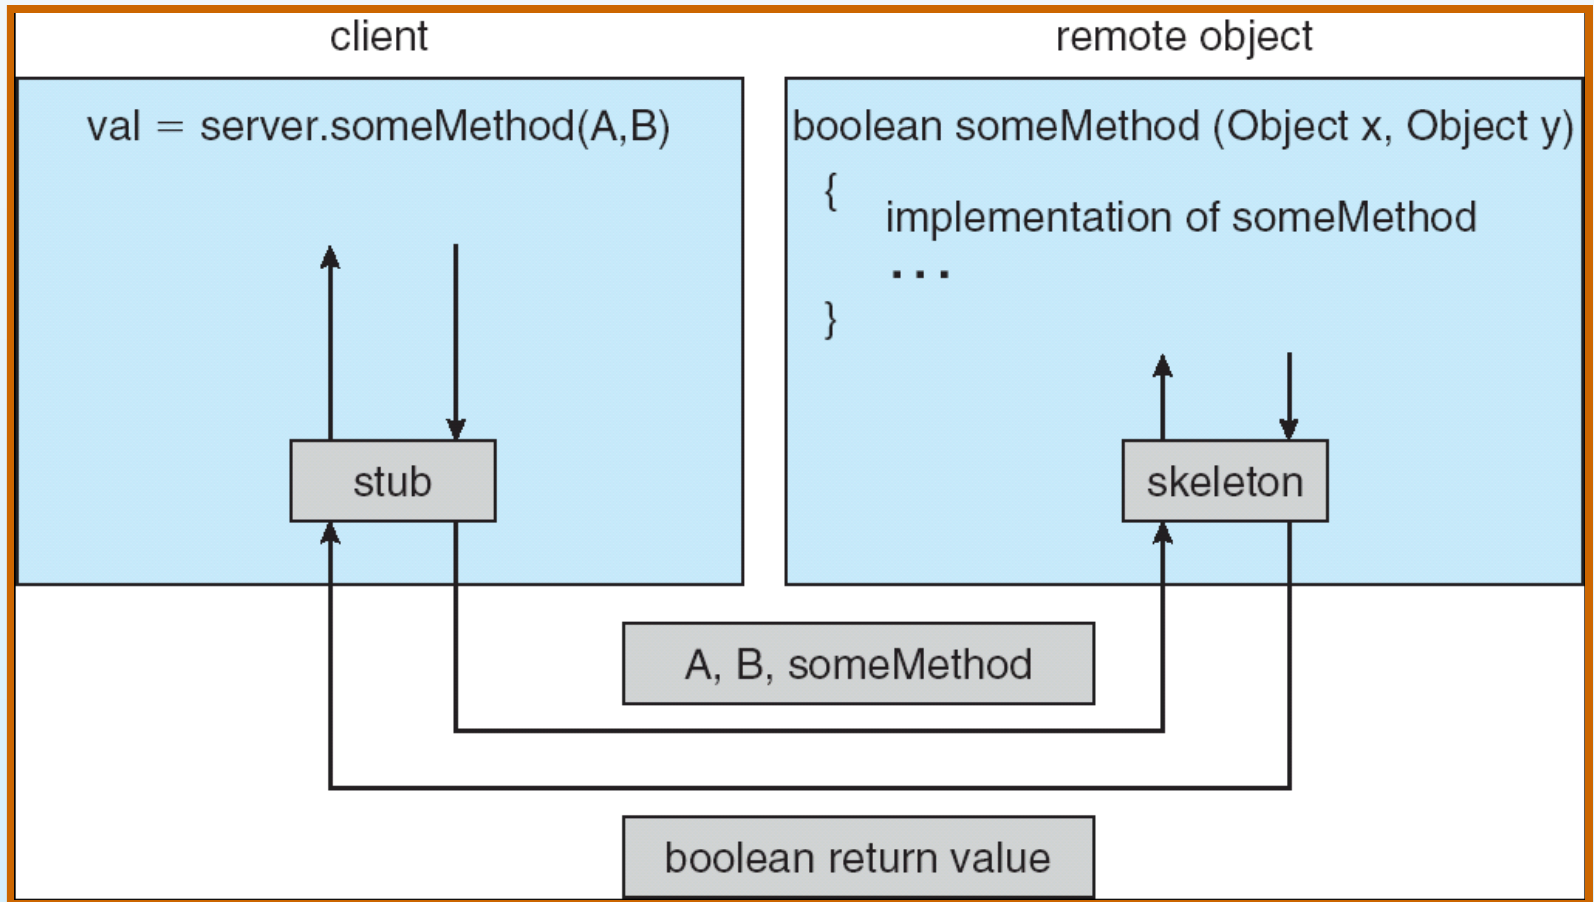 client
remote object
val = server.someMethod(A,B)
boolean someMethod (Object x, Object y)
{
implementation of someMethod
...
}
stub
skeleton
A, B, someMethod
boolean return value